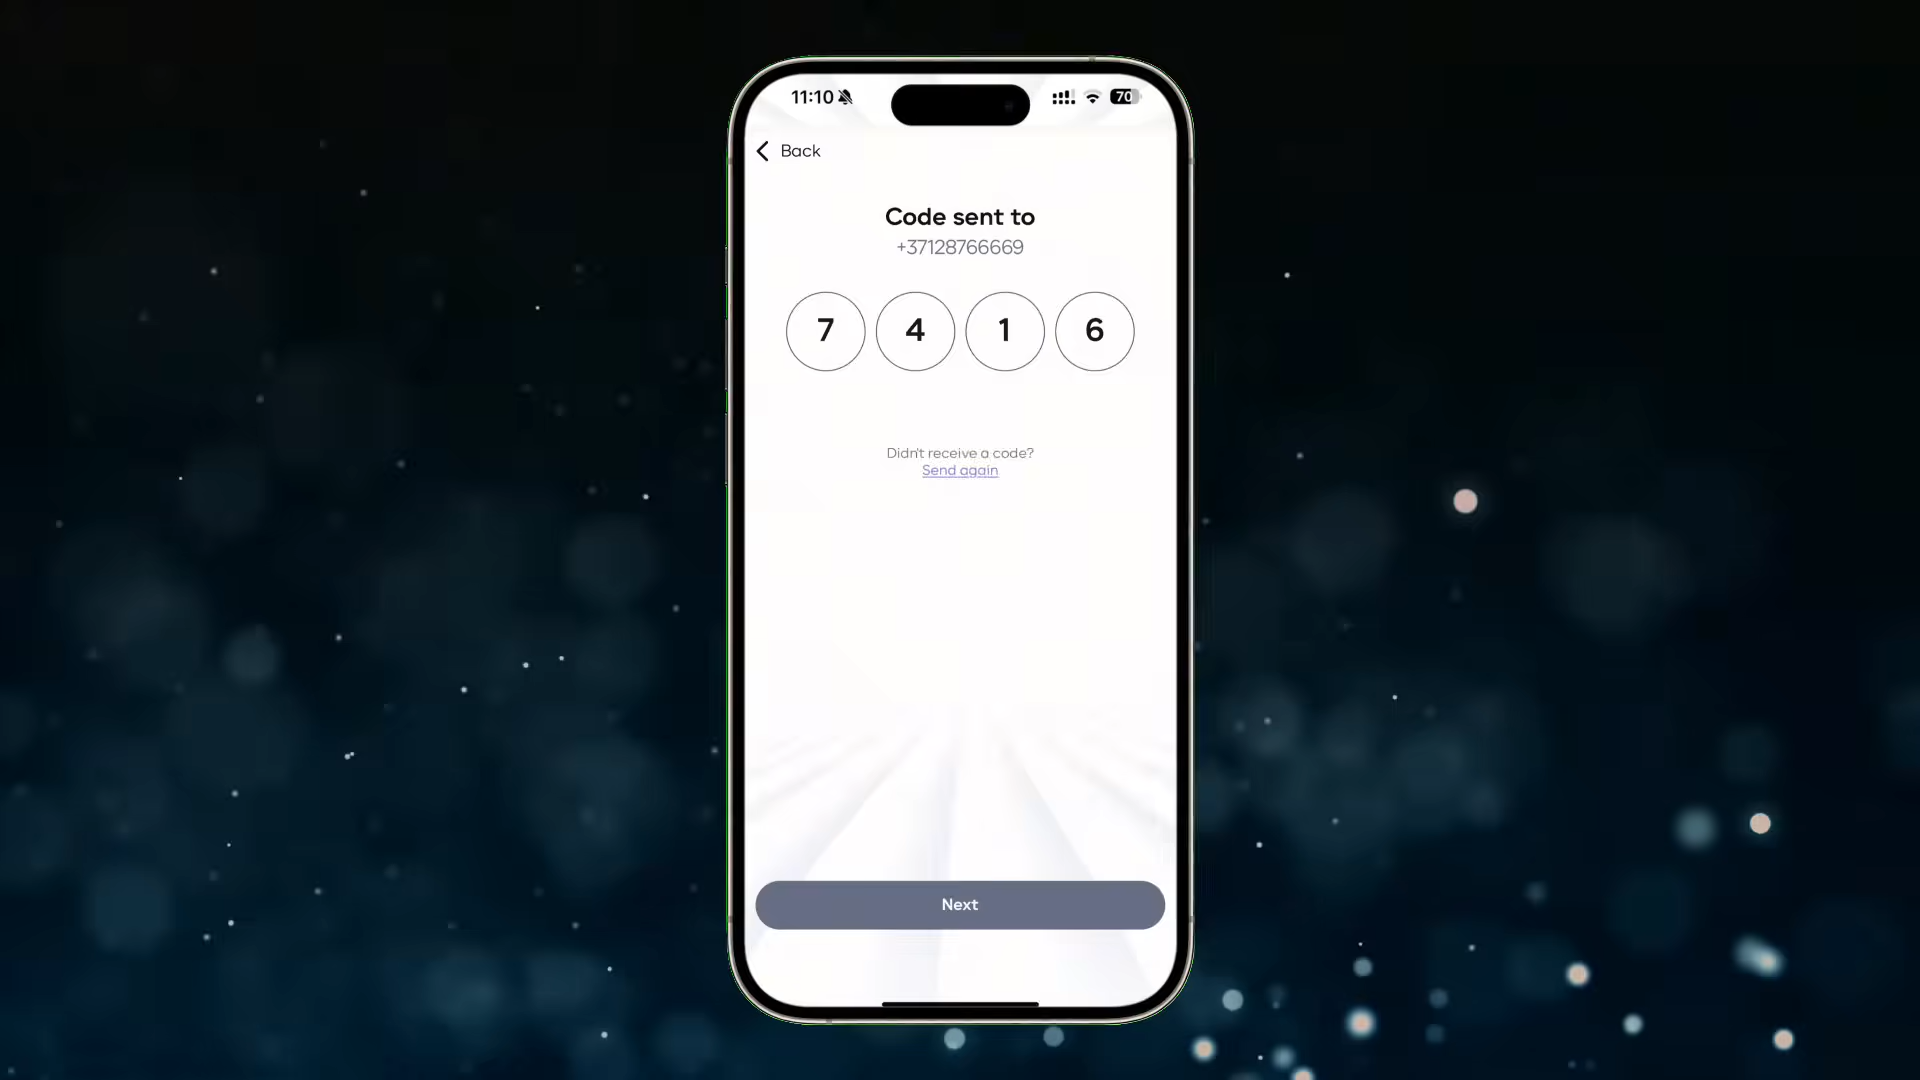 11:10
70
Back
Code sent to
+37128766669
7 4 1 6
Didn't receive a code?
Send again
Next